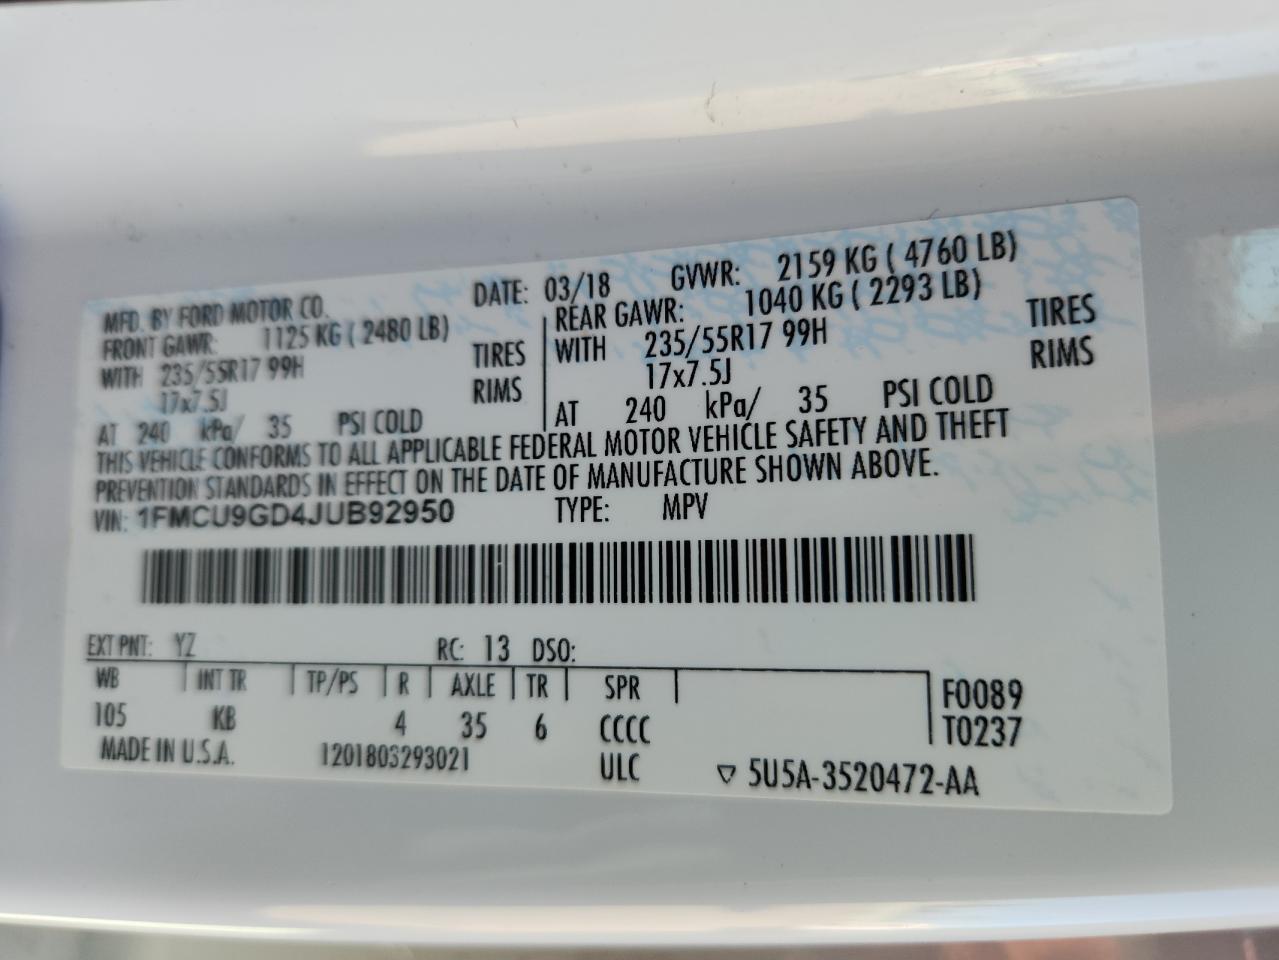 MFD. BY FORD MOTOR CO. DATE: 03/18 GVWR: 2159 KG ( 4760 LB)
FRONT GAWR: 1125 KG ( 2480 LB) REAR GAWR: 1040 KG ( 2293 LB)
WITH 235/55R17 99H TIRES WITH 235/55R17 99H TIRES
17x7.5J RIMS 17x7.5J RIMS
AT 240 kPa/ 35 PSI COLD AT 240 kPa/ 35 PSI COLD
THIS VEHICLE CONFORMS TO ALL APPLICABLE FEDERAL MOTOR VEHICLE SAFETY AND THEFT
PREVENTION STANDARDS IN EFFECT ON THE DATE OF MANUFACTURE SHOWN ABOVE.
VIN: 1FMCU9GD4JUB92950 TYPE: MPV
EXT PNT: YZ RC: 13 DSO:
WB INT TR TP/PS R AXLE TR SPR F0089
105 KB 4 35 6 CCCC T0237
MADE IN U.S.A. 1201803293021 ULC ▽ 5U5A-3520472-AA